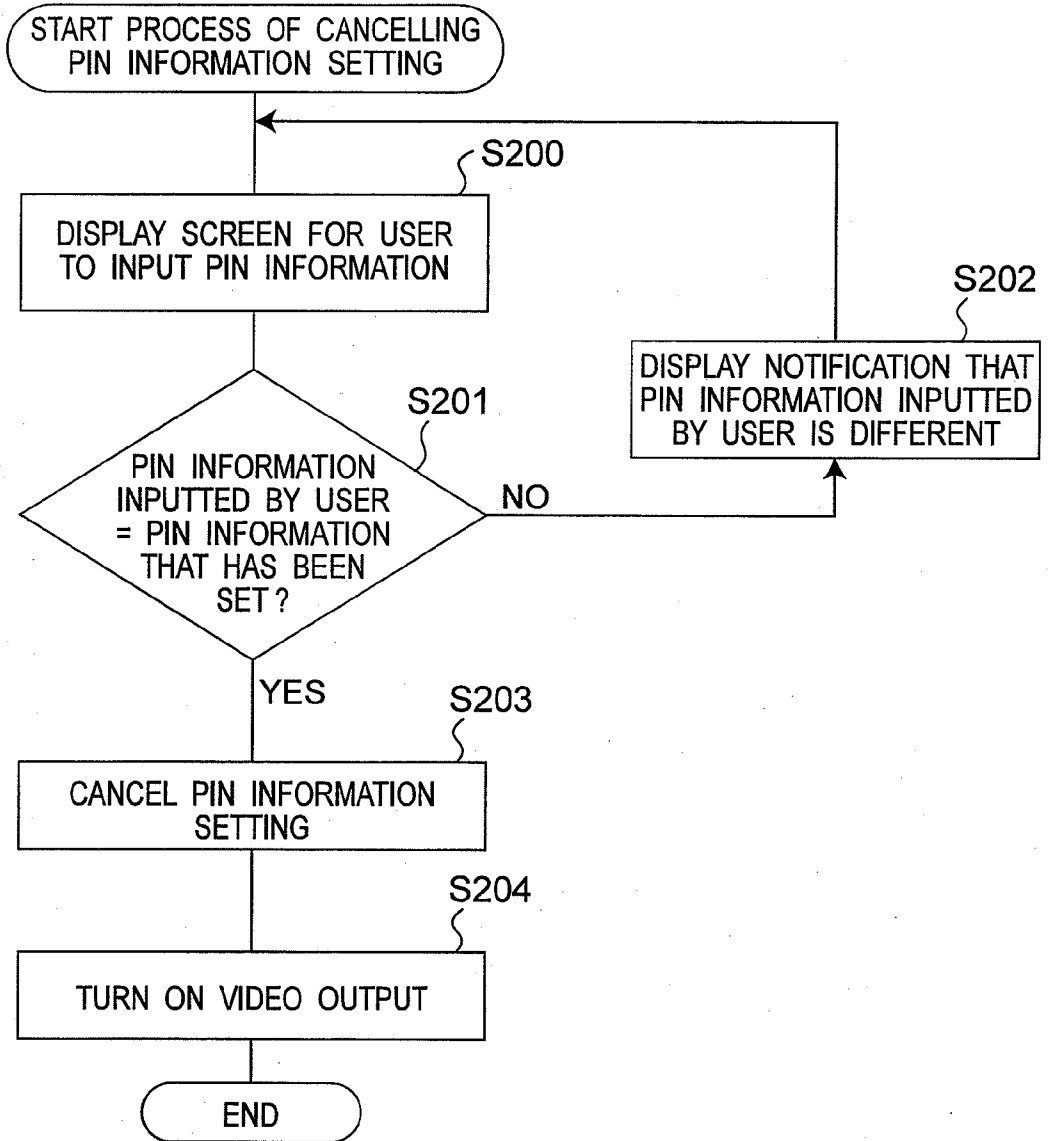 START PROCESS OF CANCELLING
PIN INFORMATION SETTING
S200
DISPLAY SCREEN FOR USER
TO INPUT PIN INFORMATION
S202
DISPLAY NOTIFICATION THAT
PIN INFORMATION INPUTTED
BY USER IS DIFFERENT
S201
PIN INFORMATION
INPUTTED BY USER
= PIN INFORMATION
THAT HAS BEEN
SET?
NO
YES
S203
CANCEL PIN INFORMATION
SETTING
S204
TURN ON VIDEO OUTPUT
END